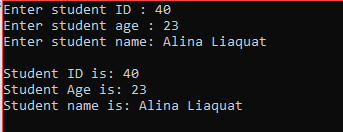 Enter student ID : 40
Enter student age : 23
Enter student name: Alina Liaquat
Student ID is: 40
Student Age is: 23
Student name is: Alina Liaquat